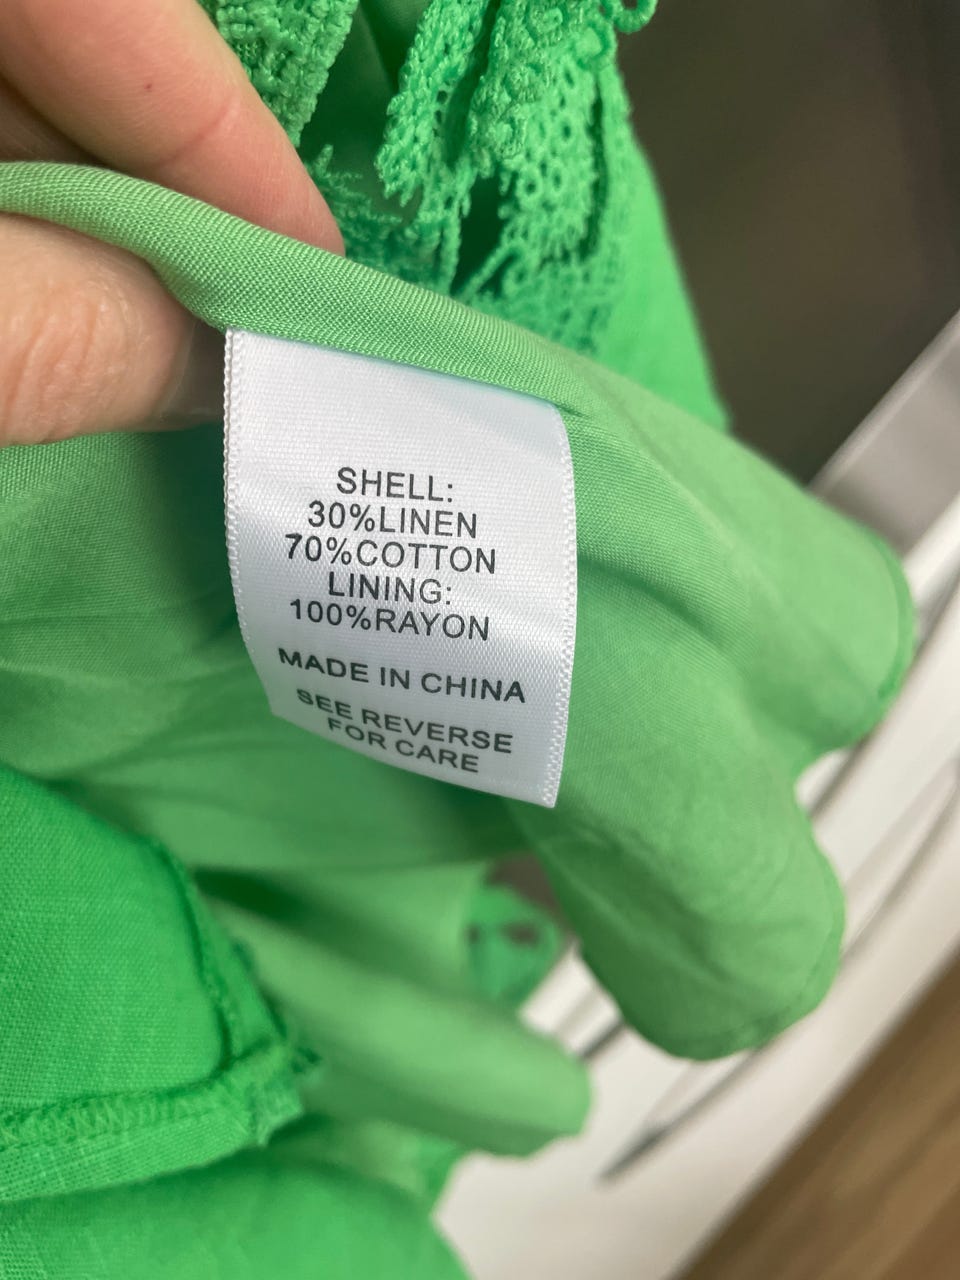 SHELL:
30%LINEN
70%COTTON
LINING:
100%RAYON
MADE IN CHINA
SEE REVERSE
FOR CARE